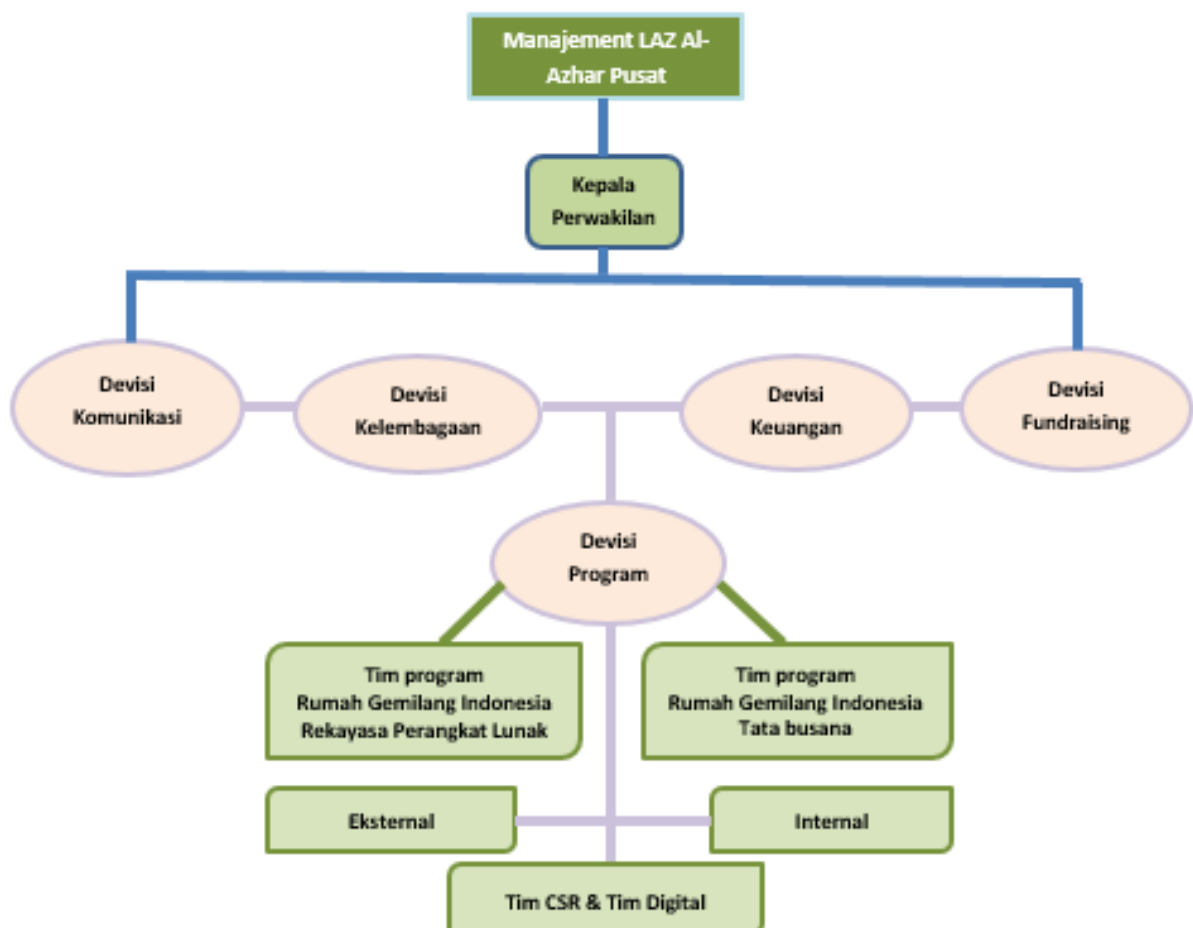 Manajement LAZ Al-
Azhar Pusat
Kepala
Perwakilan
Devisi
Komunikasi
Devisi
Kelembagaan
Devisi
Keuangan
Devisi
Fundraising
Devisi
Program
Tim program
Rumah Gemilang Indonesia
Rekayasa Perangkat Lunak
Tim program
Rumah Gemilang Indonesia
Tata busana
Eksternal
Internal
Tim CSR & Tim Digital